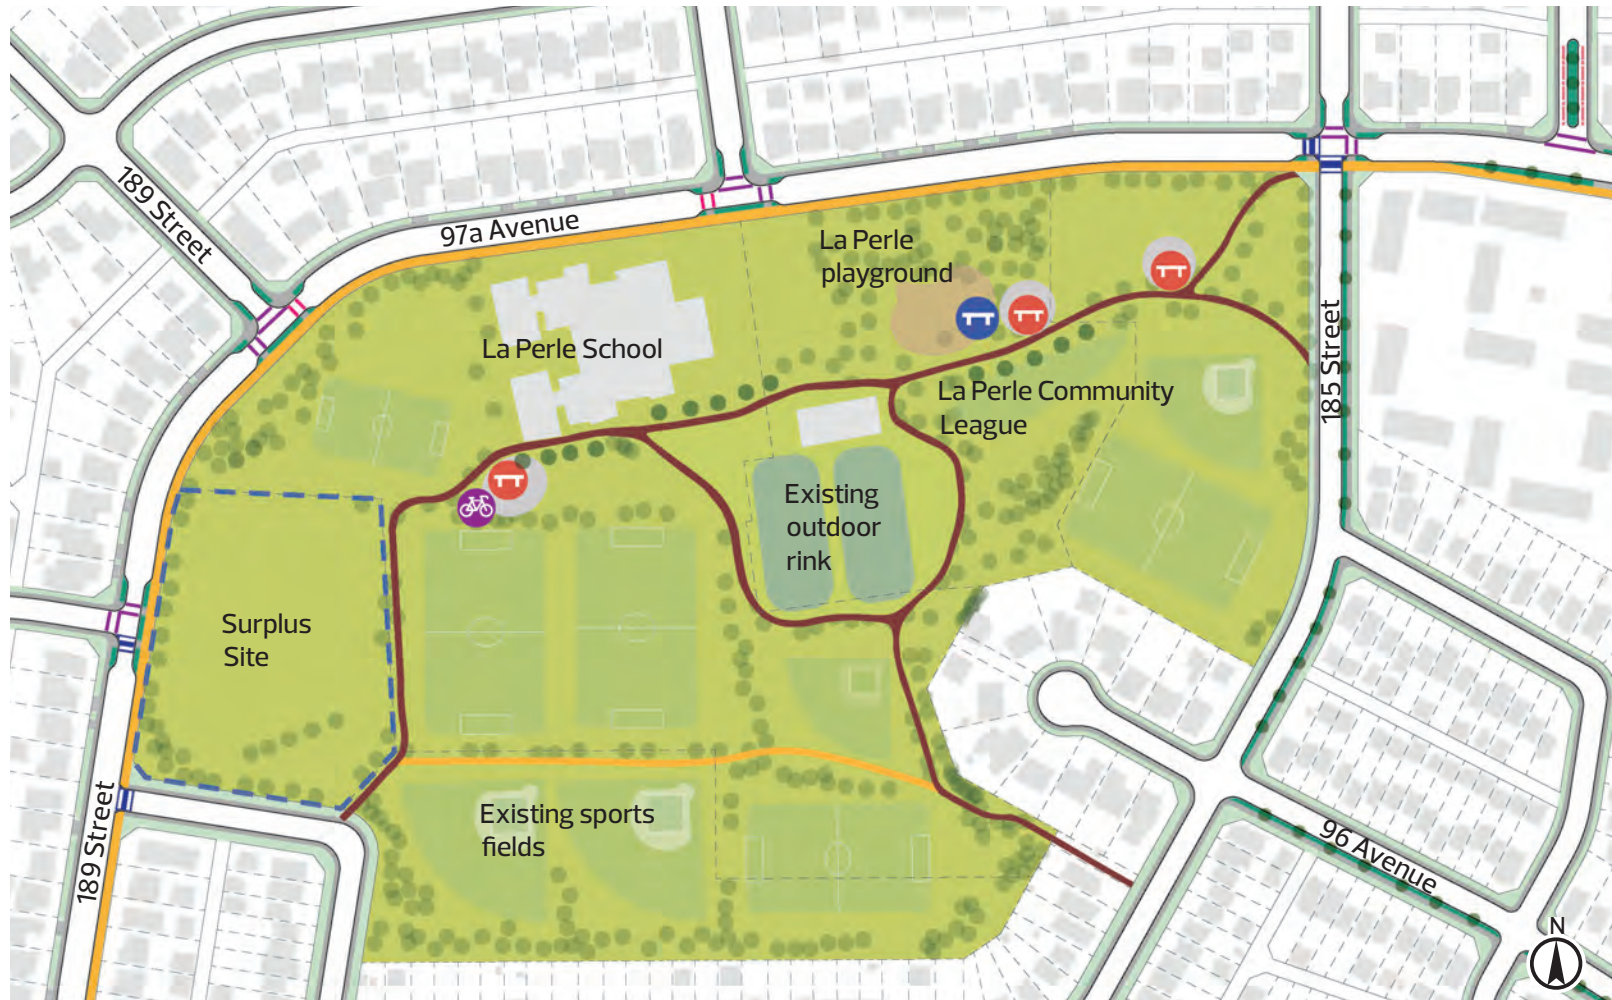 189 Street
97a Avenue
La Perle
playground
La Perle School
185 Street
La Perle Community
League
Existing
outdoor
rink
Surplus
Site
189 Street
Existing sports
fields
96 Avenue
N